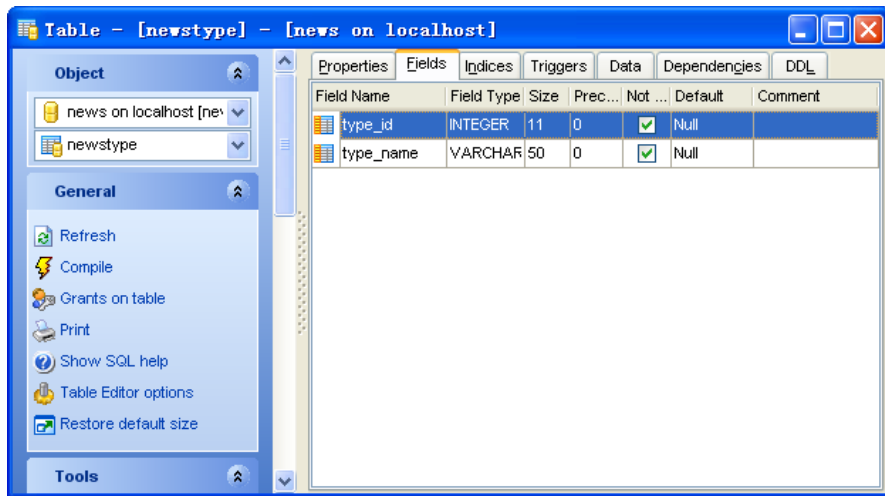 Table - [newstype] - [news on localhost]
Object
news on localhost [nev
newstype
General
Refresh
Compile
Grants on table
Print
Show SQL help
Table Editor options
Restore default size
Tools
Properties Fields Indices Triggers Data Dependencies DDL
Field Name Field Type Size Prec... Not ... Default Comment
type_id INTEGER 11 0 Null
type_name VARCHAR 50 0 Null